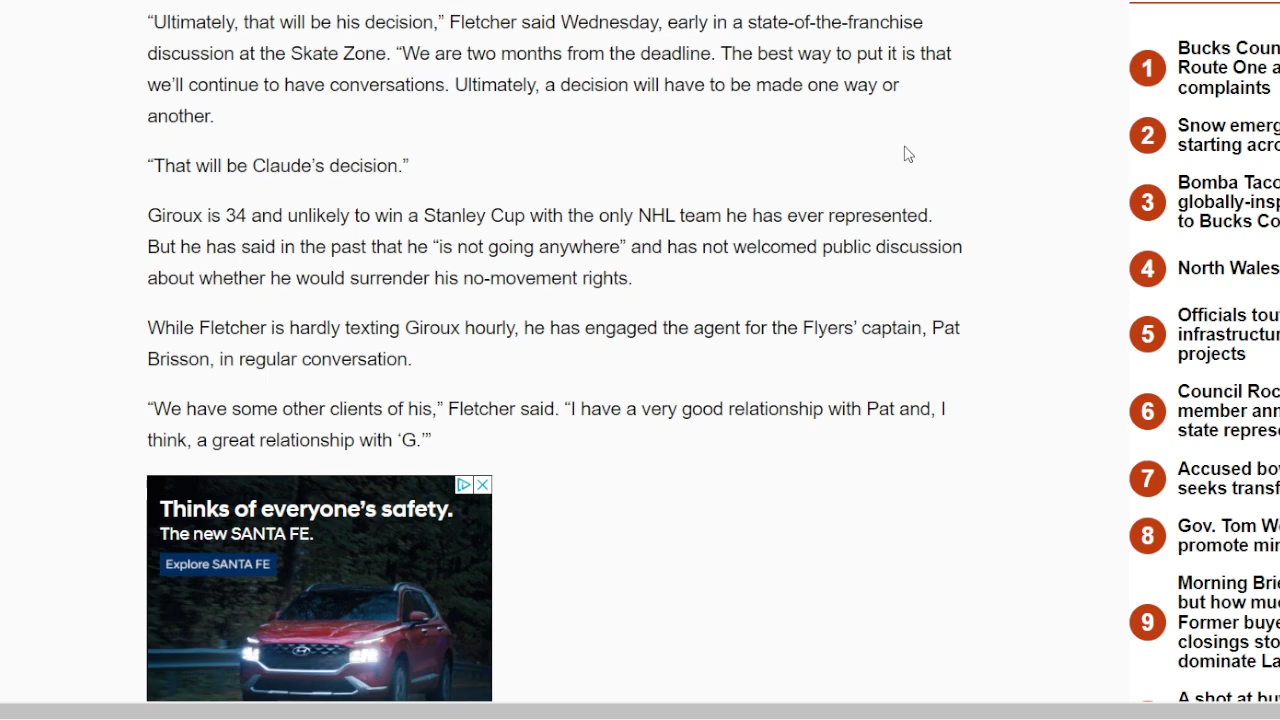 “Ultimately, that will be his decision,” Fletcher said Wednesday, early in a state-of-the-franchise
discussion at the Skate Zone. “We are two months from the deadline. The best way to put it is that
we’ll continue to have conversations. Ultimately, a decision will have to be made one way or
another.
“That will be Claude’s decision.”
Giroux is 34 and unlikely to win a Stanley Cup with the only NHL team he has ever represented.
But he has said in the past that he “is not going anywhere” and has not welcomed public discussion
about whether he would surrender his no-movement rights.
While Fletcher is hardly texting Giroux hourly, he has engaged the agent for the Flyers’ captain, Pat
Brisson, in regular conversation.
“We have some other clients of his,” Fletcher said. “I have a very good relationship with Pat and, I
think, a great relationship with ‘G.’”
Thinks of everyone’s safety.
The new SANTA FE.
Explore SANTA FE
1
Bucks Coun
Route One a
complaints
2
Snow emerg
starting acro
3
Bomba Taco
globally-insp
to Bucks Co
4
North Wales
5
Officials tou
infrastructur
projects
6
Council Roc
member ann
state represe
7
Accused bo
seeks transf
8
Gov. Tom W
promote min
9
Morning Brie
but how muc
Former buye
closings sto
dominate La
A shot at bu